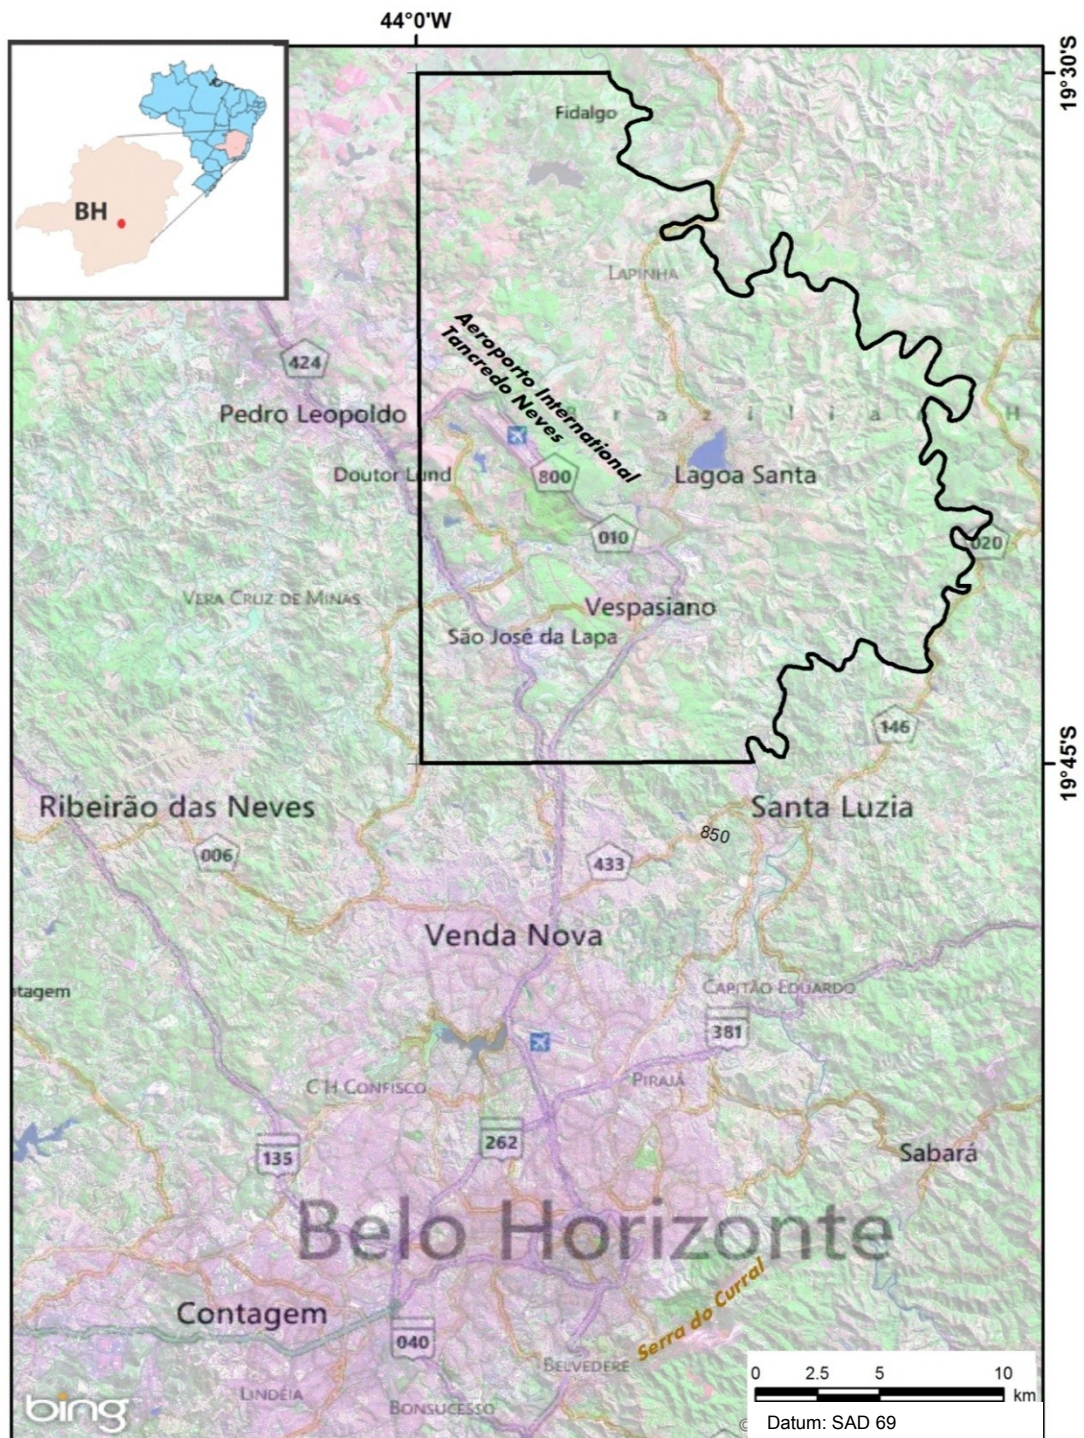 44°0'W
19°30'S
BH
Fidalgo
LAPINHA
Aeroporto International
Tancredo Neves
424
Pedro Leopoldo
B r a z i l i a n H
Doutor Lund
800
Lagoa Santa
010
020
VERA CRUZ DE MINAS
Vespasiano
São José da Lapa
146
19°45'S
Ribeirão das Neves
Santa Luzia
850
006
433
Venda Nova
ntagem
CAPITÃO EDUARDO
381
C H CONFISCO
PIRAJÁ
262
135
Sabará
Belo Horizonte
Serra do Curral
Contagem
040
BELVEDERE
LINDÉIA
BONSUCESSO
0 2.5 5 10
km
bing
©
Datum: SAD 69